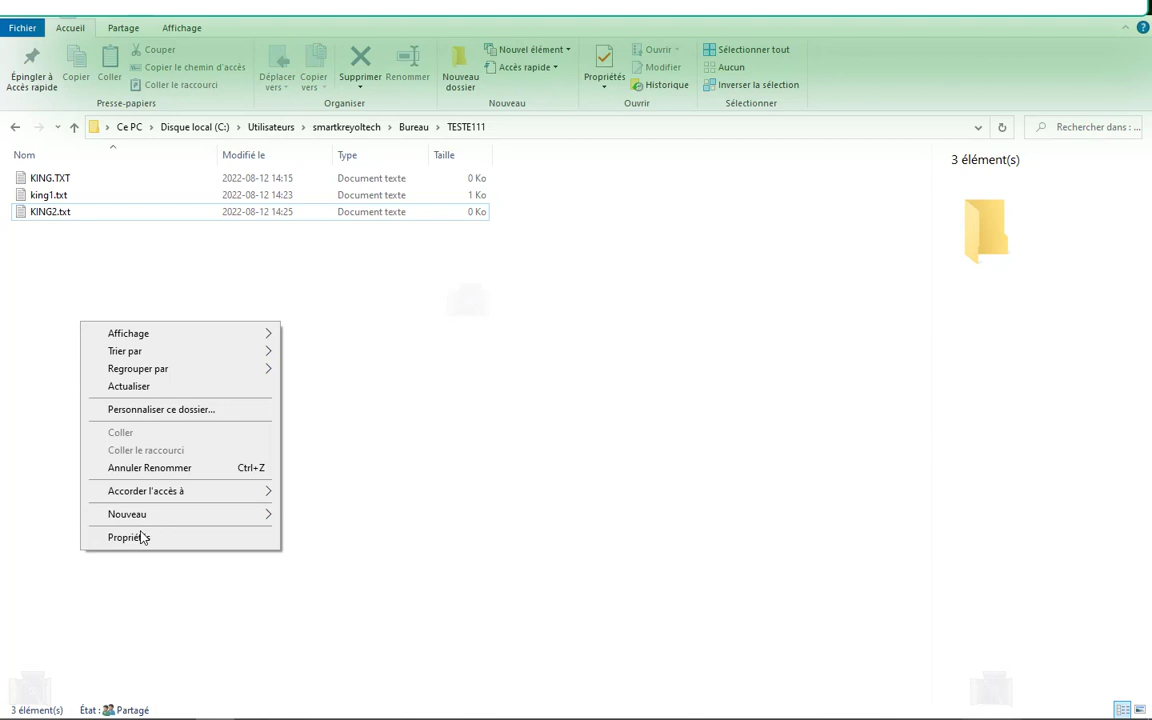 Fichier Accueil Partage Affichage
Épingler à Accès rapide
Copier
Coller
Couper
Copier le chemin d'accès
Coller le raccourci
Presse-papiers
Déplacer vers
Copier vers
Supprimer
Renommer
Organiser
Nouveau dossier
Nouvel élément
Accès rapide
Nouveau
Propriétés
Ouvrir
Modifier
Historique
Ouvrir
Sélectionner tout
Aucun
Inverser la sélection
Sélectionner
Ce PC Disque local (C:) Utilisateurs smartkreyoltech Bureau TESTE111
Rechercher dans : ...
Nom Modifié le Type Taille
KING.TXT 2022-08-12 14:15 Document texte 0 Ko
king1.txt 2022-08-12 14:23 Document texte 1 Ko
KING2.txt 2022-08-12 14:25 Document texte 0 Ko
3 élément(s)
Affichage
Trier par
Regrouper par
Actualiser
Personnaliser ce dossier...
Coller
Coller le raccourci
Annuler Renommer Ctrl+Z
Accorder l'accès à
Nouveau
Propriétés
3 élément(s) État : Partagé